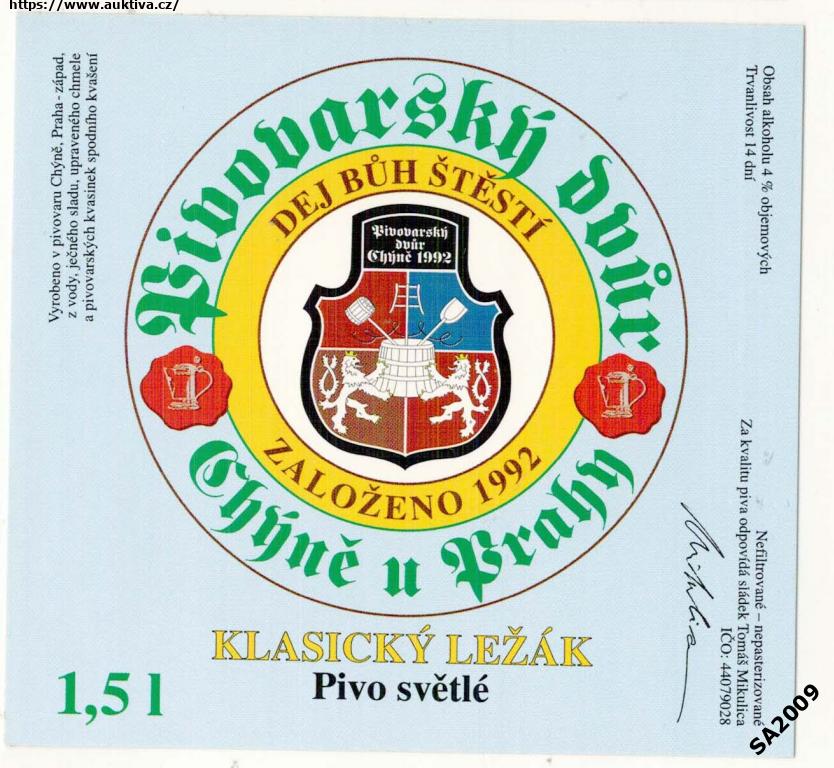 https://www.auktiva.cz/
Vyrobeno v pivovaru Chýně, Praha - západ,
z vody, ječného sladu, upraveného chmele
a pivovarských kvasinek spodního kvašení
Pivovarský dvůr
DEJ BŮH ŠTĚSTÍ
Pivovarský
dvůr
Chýně 1992
ZALOŽENO 1992
Chýně u Prahy
KLASICKÝ LEŽÁK
Pivo světlé
1,5 l
Obsah alkoholu 4 % objemových
Trvanlivost 14 dní
Nefiltrované – nepasterizované
Za kvalitu piva odpovídá sládek Tomáš Mikulica
IČO: 44079028
Mikulica
SA2009